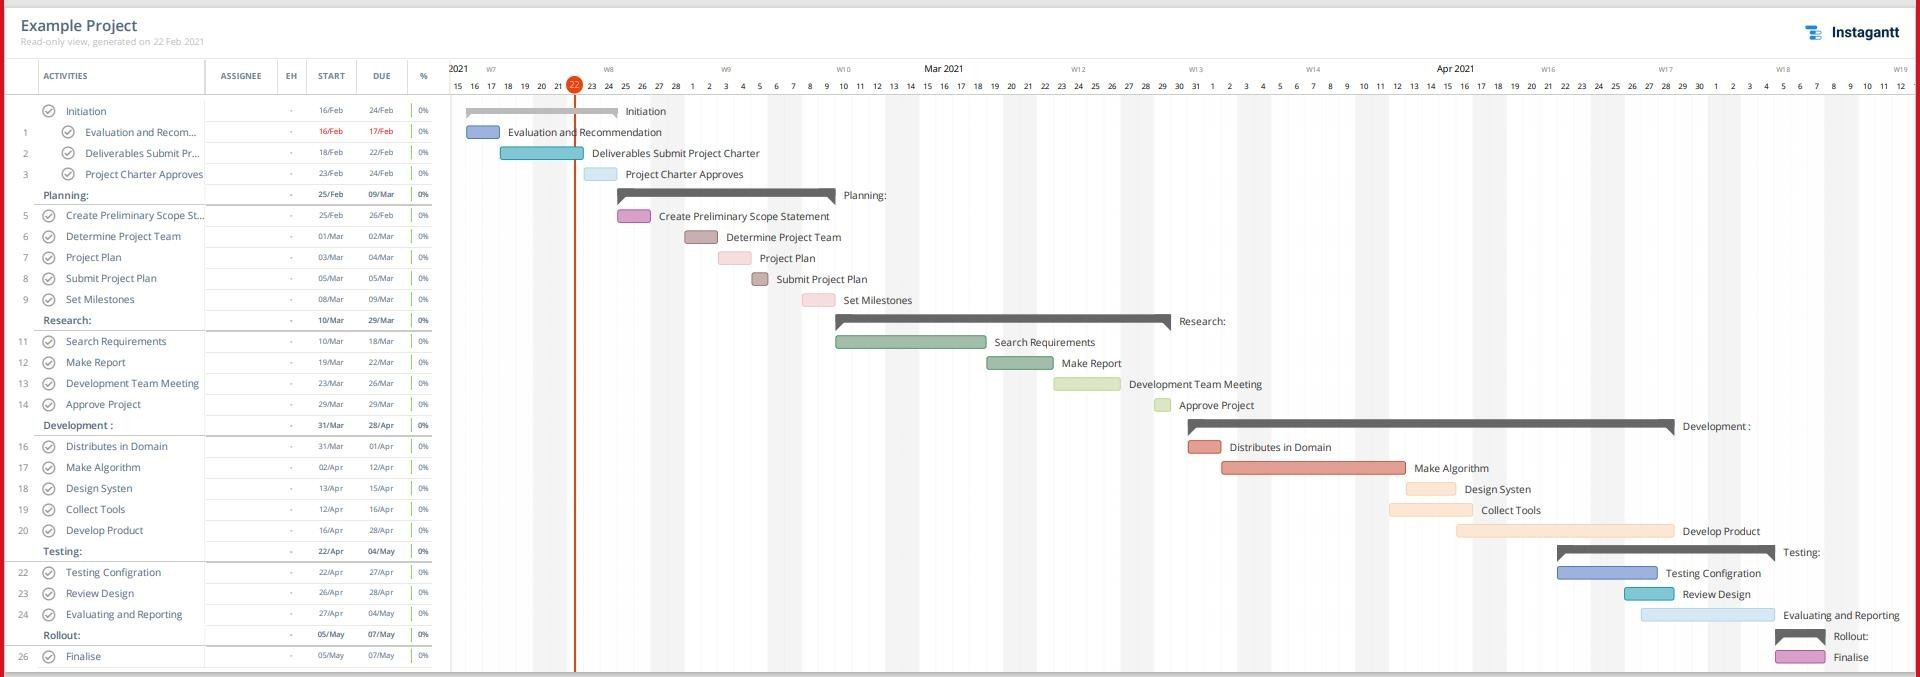 Example Project
Read-only view, generated on 22 Feb 2021
Instagantt
ACTIVITIES ASSIGNEE EH START DUE %
2021 W7 W8 W9 W10 Mar 2021 W12 W13 W14 Apr 2021 W16 W17 W18 W19
15 16 17 18 19 20 21 22 23 24 25 26 27 28 1 2 3 4 5 6 7 8 9 10 11 12 13 14 15 16 17 18 19 20 21 22 23 24 25 26 27 28 29 30 31 1 2 3 4 5 6 7 8 9 10 11 12 13 14 15 16 17 18 19 20 21 22 23 24 25 26 27 28 29 30 1 2 3 4 5 6 7 8 9 10 11 12
Initiation - 16/Feb 24/Feb 0% Initiation
1 Evaluation and Recom... - 16/Feb 17/Feb 0% Evaluation and Recommendation
2 Deliverables Submit Pr... - 18/Feb 22/Feb 0% Deliverables Submit Project Charter
3 Project Charter Approves - 23/Feb 24/Feb 0% Project Charter Approves
Planning: - 25/Feb 09/Mar 0% Planning:
5 Create Preliminary Scope St... - 25/Feb 26/Feb 0% Create Preliminary Scope Statement
6 Determine Project Team - 01/Mar 02/Mar 0% Determine Project Team
7 Project Plan - 03/Mar 04/Mar 0% Project Plan
8 Submit Project Plan - 05/Mar 05/Mar 0% Submit Project Plan
9 Set Milestones - 08/Mar 09/Mar 0% Set Milestones
Research: - 10/Mar 29/Mar 0% Research:
11 Search Requirements - 10/Mar 18/Mar 0% Search Requirements
12 Make Report - 19/Mar 22/Mar 0% Make Report
13 Development Team Meeting - 23/Mar 26/Mar 0% Development Team Meeting
14 Approve Project - 29/Mar 29/Mar 0% Approve Project
Development : - 31/Mar 28/Apr 0% Development :
16 Distributes in Domain - 31/Mar 01/Apr 0% Distributes in Domain
17 Make Algorithm - 02/Apr 12/Apr 0% Make Algorithm
18 Design Systen - 13/Apr 15/Apr 0% Design Systen
19 Collect Tools - 12/Apr 16/Apr 0% Collect Tools
20 Develop Product - 16/Apr 28/Apr 0% Develop Product
Testing: - 22/Apr 04/May 0% Testing:
22 Testing Configration - 22/Apr 27/Apr 0% Testing Configration
23 Review Design - 26/Apr 28/Apr 0% Review Design
24 Evaluating and Reporting - 27/Apr 04/May 0% Evaluating and Reporting
Rollout: - 05/May 07/May 0% Rollout:
26 Finalise - 05/May 07/May 0% Finalise